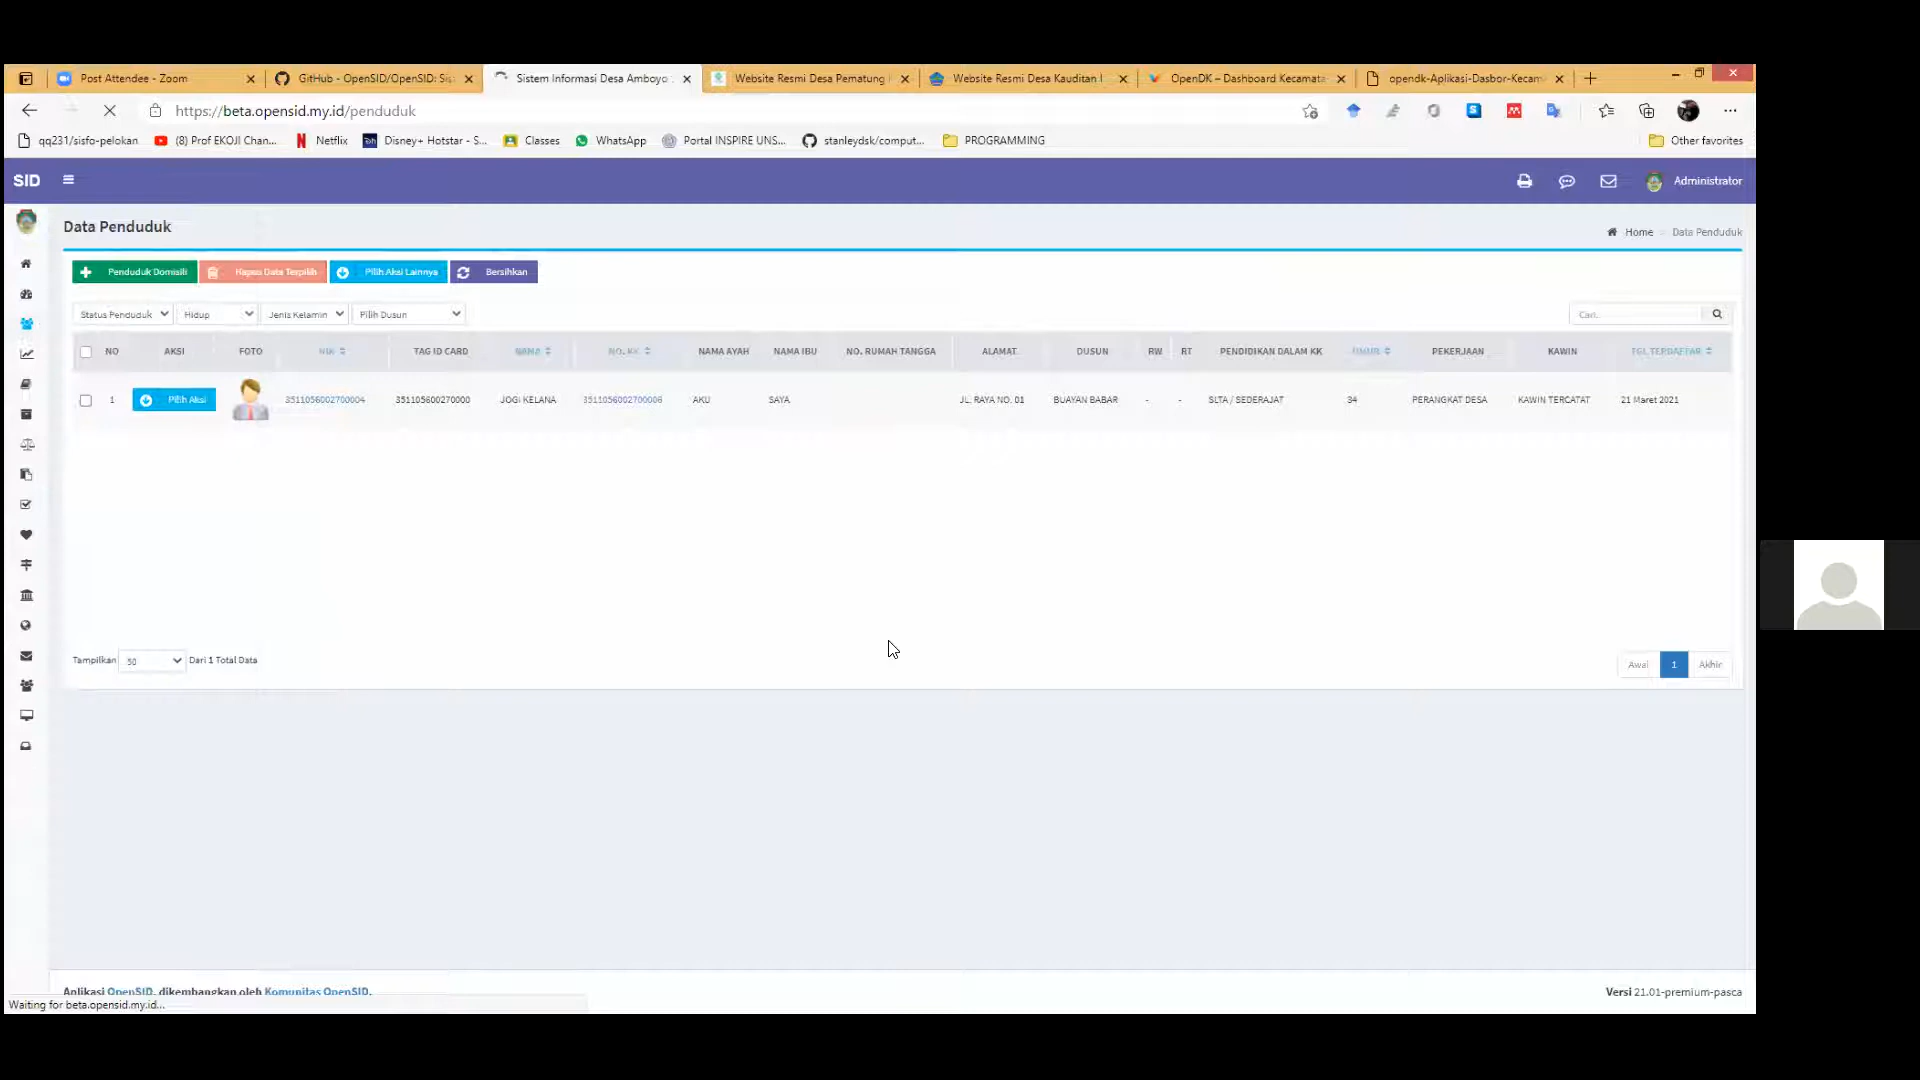 Post Attendee - Zoom
GitHub - OpenSID/OpenSID: Sis
Sistem Informasi Desa Amboyo
Website Resmi Desa Pematung
Website Resmi Desa Kauditan I
OpenDK – Dashboard Kecamata
opendk-Aplikasi-Dasbor-Kecam
https://beta.opensid.my.id/penduduk
qq231/sisfo-pelokan
(8) Prof EKOJI Chan...
Netflix
Disney+ Hotstar - S...
Classes
WhatsApp
Portal INSPIRE UNS...
stanleydsk/comput...
PROGRAMMING
Other favorites
SID
Administrator
Data Penduduk
Home
Data Penduduk
Penduduk Domisili
Hapus Data Terpilih
Pilih Aksi Lainnya
Bersihkan
Status Penduduk
Hidup
Jenis Kelamin
Pilih Dusun
Cari..
NO AKSI FOTO NIK TAG ID CARD NAMA NO. KK NAMA AYAH NAMA IBU NO. RUMAH TANGGA ALAMAT DUSUN RW RT PENDIDIKAN DALAM KK UMUR PEKERJAAN KAWIN TGL TERDAFTAR
1 Pilih Aksi 3511056002700004 351105600270000 JOGI KELANA 3511056002700006 AKU SAYA JL. RAYA NO. 01 BUAYAN BABAR - - SLTA / SEDERAJAT 34 PERANGKAT DESA KAWIN TERCATAT 21 Maret 2021
Tampilkan 50 Dari 1 Total Data
Awal 1 Akhir
Aplikasi OpenSID, dikembangkan oleh Komunitas OpenSID.
Versi 21.01-premium-pasca
Waiting for beta.opensid.my.id...